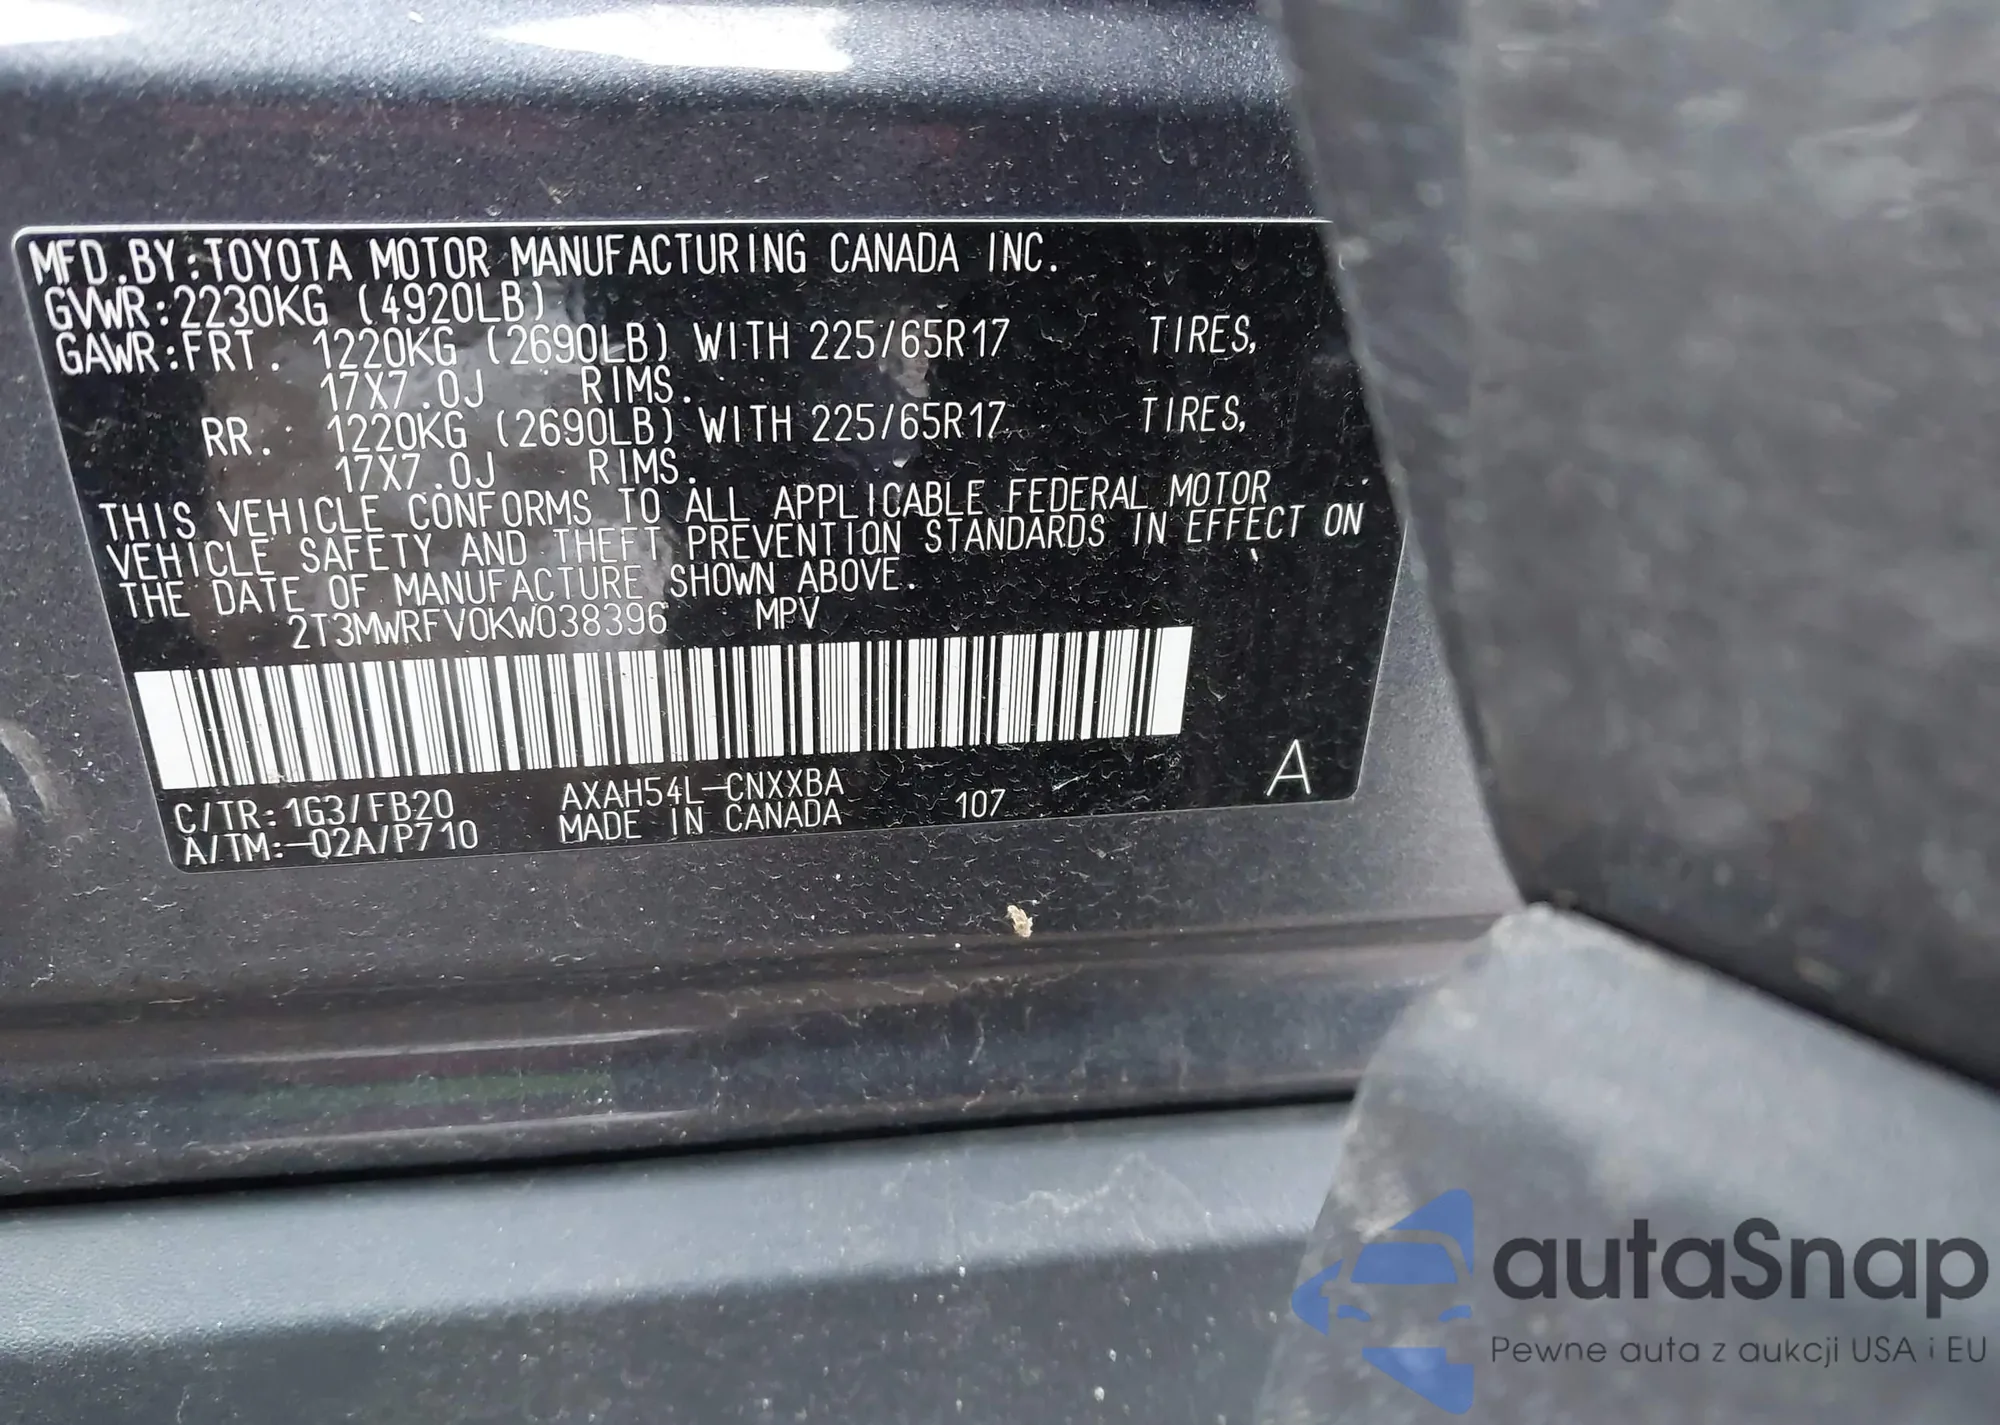 MFD.BY:TOYOTA MOTOR MANUFACTURING CANADA INC.
GVWR:2230KG (4920LB)
GAWR:FRT. 1220KG (2690LB) WITH 225/65R17 TIRES,
17X7.0J RIMS.
RR. 1220KG (2690LB) WITH 225/65R17 TIRES,
17X7.0J RIMS.
THIS VEHICLE CONFORMS TO ALL APPLICABLE FEDERAL MOTOR
VEHICLE SAFETY AND THEFT PREVENTION STANDARDS IN EFFECT ON
THE DATE OF MANUFACTURE SHOWN ABOVE.
2T3MWRFV0KW038396 MPV
C/TR:1G3/FB20 AXAH54L-CNXXBA
A/TM:-02A/P710 MADE IN CANADA 107 A
autaSnap
Pewne auta z aukcji USA i EU